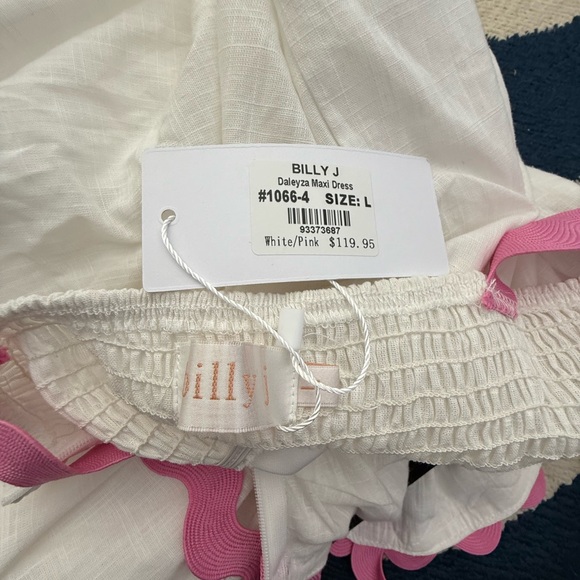 BILLY J
Daleyza Maxi Dress
#1066-4 SIZE: L
93373687
White/Pink $119.95
billy j